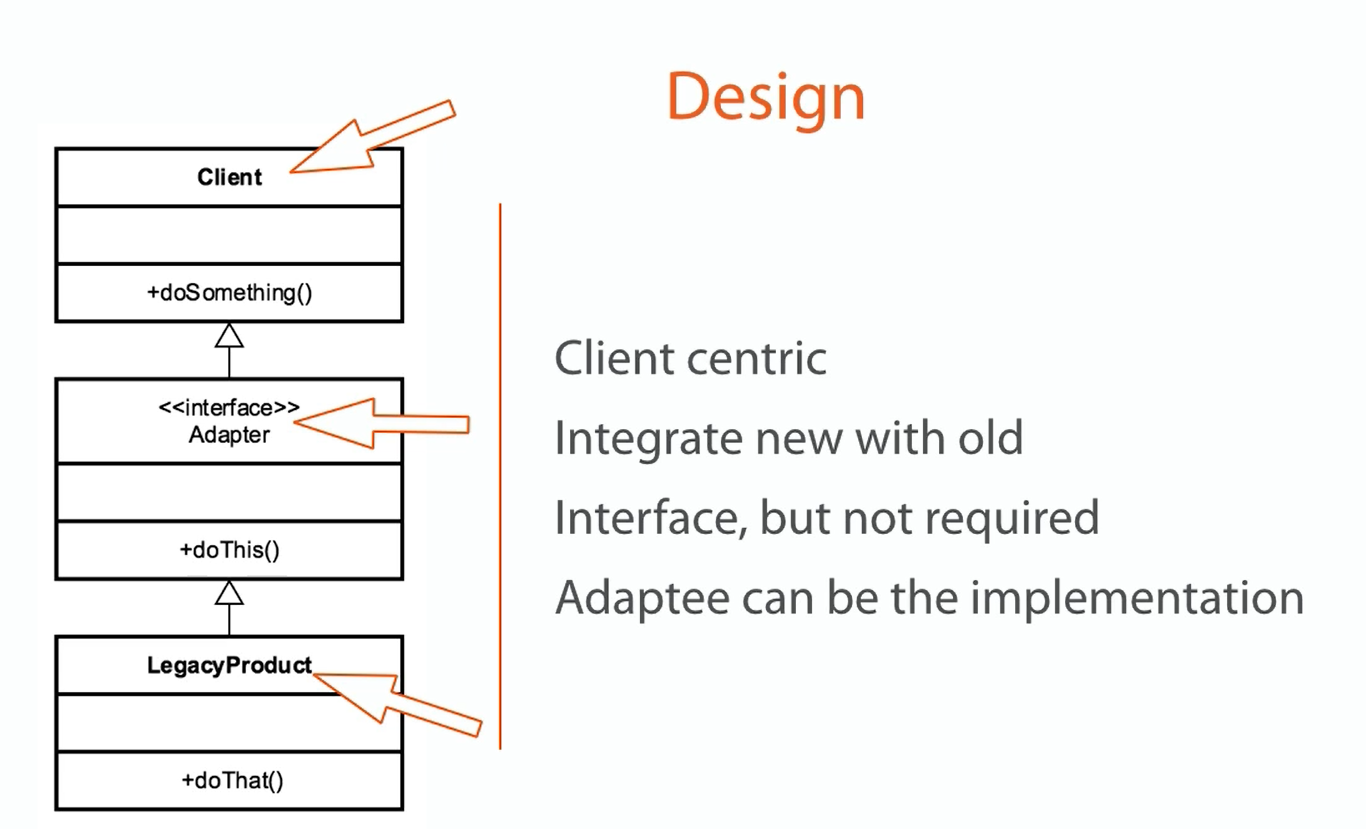 Design
Client
+doSomething()
<<interface>>
Adapter
+doThis()
LegacyProduct
+doThat()
Client centric
Integrate new with old
Interface, but not required
Adaptee can be the implementation